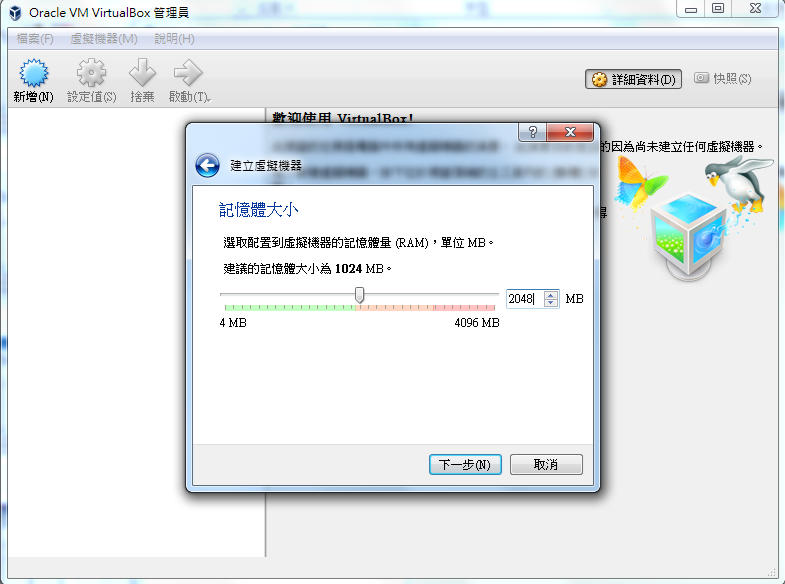 Oracle VM VirtualBox 管理員
檔案(F) 虛擬機器(M) 說明(H)
新增(N) 設定值(S) 捨棄 啟動(T) 詳細資料(D) 快照(S)
歡迎使用 VirtualBox!
的因為尚未建立任何虛擬機器。
建立虛擬機器
記憶體大小
選取配置到虛擬機器的記憶體量 (RAM)，單位 MB。
建議的記憶體大小為 1024 MB。
2048 MB
4 MB 4096 MB
下一步(N) 取消